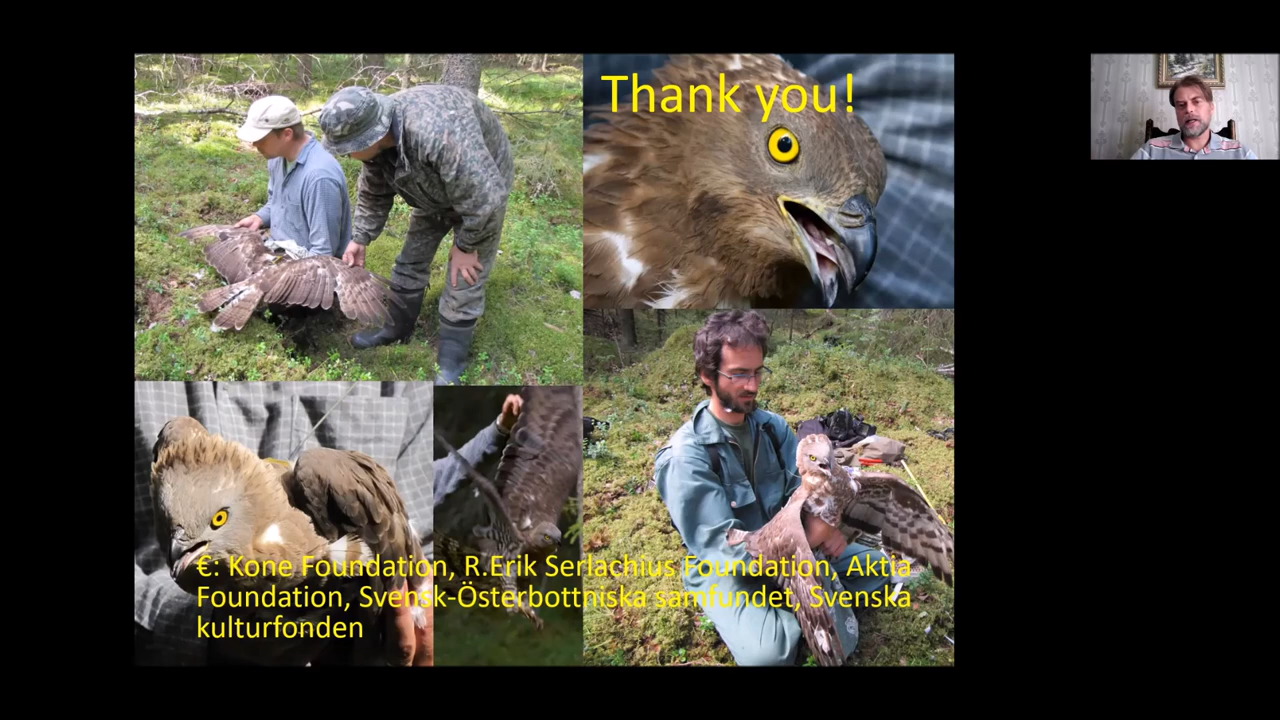 Thank you!
€: Kone Foundation, R.Erik Serlachius Foundation, Aktia
Foundation, Svensk-Österbottniska samfundet, Svenska
kulturfonden